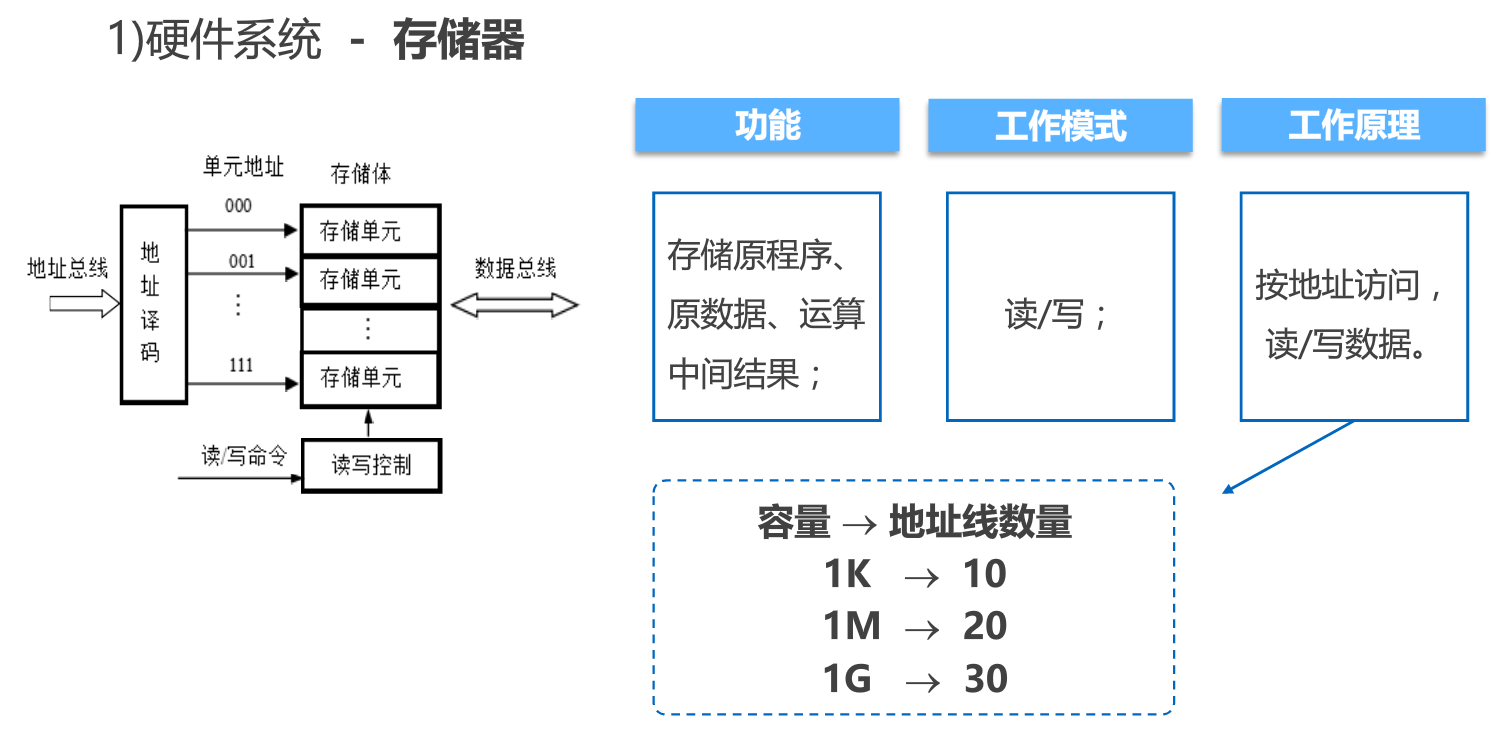 1)硬件系统 - 存储器
单元地址
存储体
000
001
⋮
111
地址总线
地
址
译
码
存储单元
存储单元
⋮
存储单元
数据总线
读/写命令
读写控制
功能
存储原程序、
原数据、运算
中间结果；
工作模式
读/写；
工作原理
按地址访问，
读/写数据。
容量 → 地址线数量
1K → 10
1M → 20
1G → 30